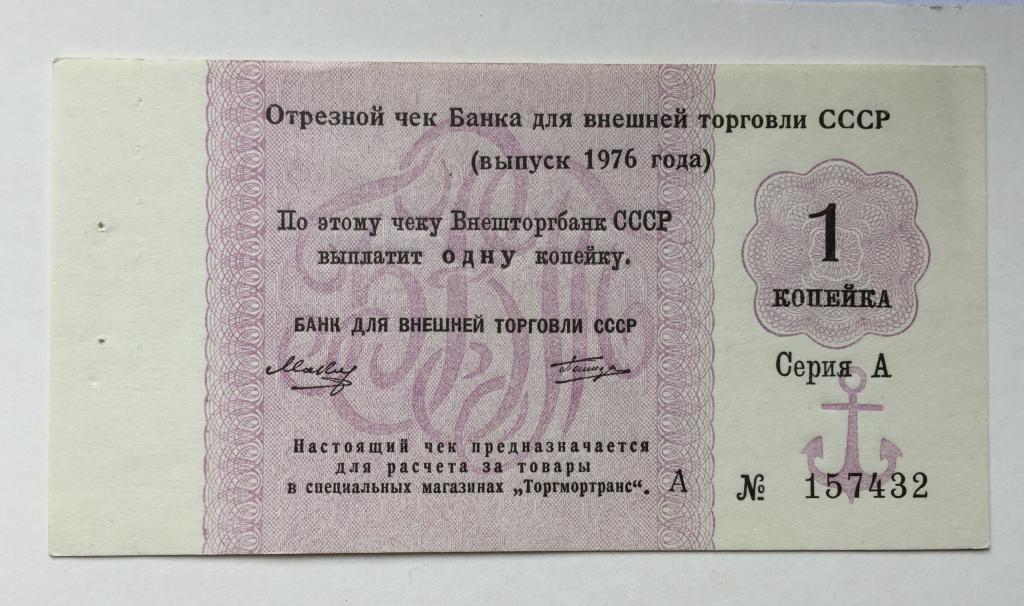 Отрезной чек Банка для внешней торговли СССР
(выпуск 1976 года)
По этому чеку Внешторгбанк СССР
выплатит одну копейку.
БАНК ДЛЯ ВНЕШНЕЙ ТОРГОВЛИ СССР
Настоящий чек предназначается
для расчета за товары
в специальных магазинах „Торгмортранс“.
А
1
КОПЕЙКА
Серия А
№ 157432